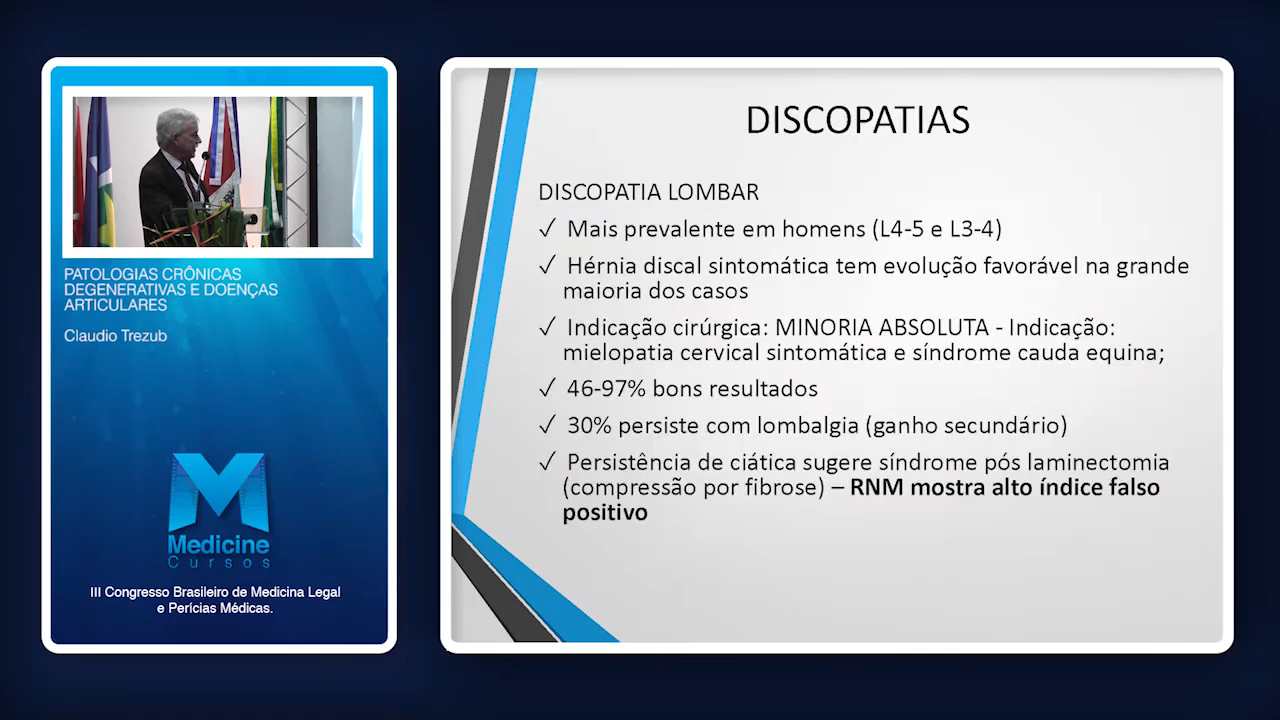 PATOLOGIAS CRÔNICAS
DEGENERATIVAS E DOENÇAS
ARTICULARES
Claudio Trezub
Medicine
Cursos
III Congresso Brasileiro de Medicina Legal
e Perícias Médicas.
DISCOPATIAS
DISCOPATIA LOMBAR
✓ Mais prevalente em homens (L4-5 e L3-4)
✓ Hérnia discal sintomática tem evolução favorável na grande
maioria dos casos
✓ Indicação cirúrgica: MINORIA ABSOLUTA - Indicação:
mielopatia cervical sintomática e síndrome cauda equina;
✓ 46-97% bons resultados
✓ 30% persiste com lombalgia (ganho secundário)
✓ Persistência de ciática sugere síndrome pós laminectomia
(compressão por fibrose) – RNM mostra alto índice falso
positivo